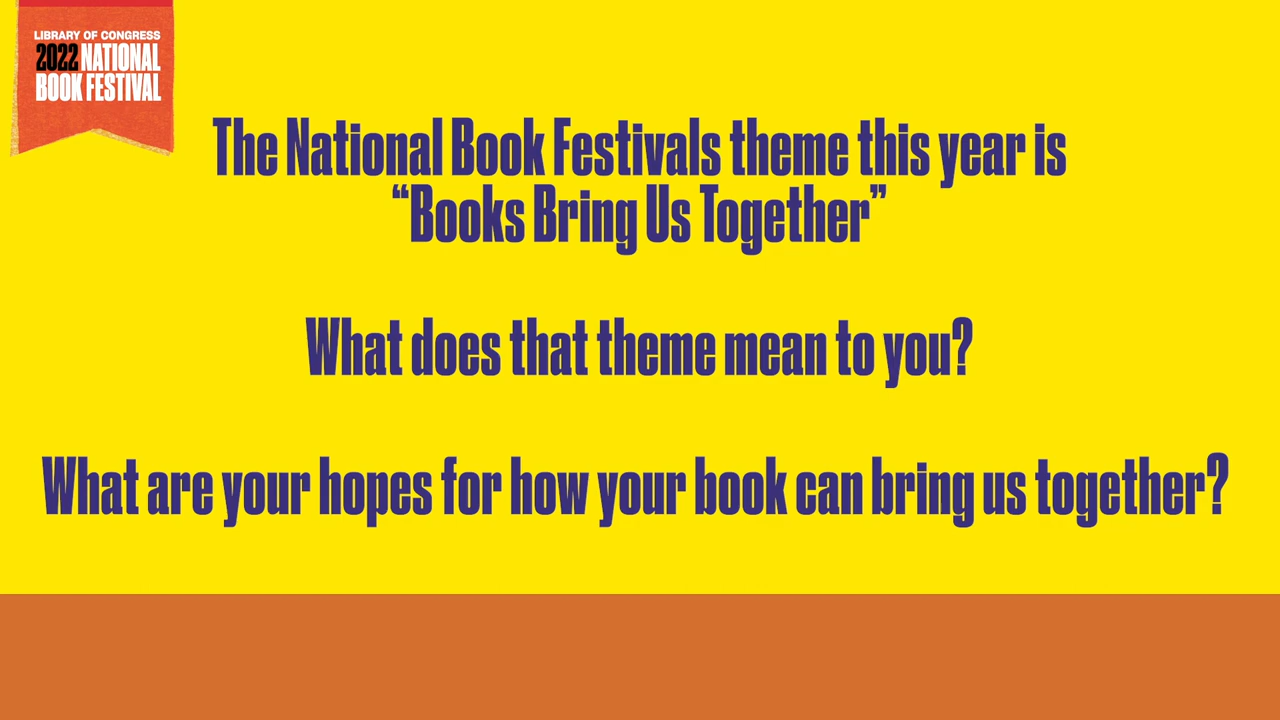 LIBRARY OF CONGRESS
2022 NATIONAL
BOOK FESTIVAL
The National Book Festivals theme this year is
“Books Bring Us Together”
What does that theme mean to you?
What are your hopes for how your book can bring us together?